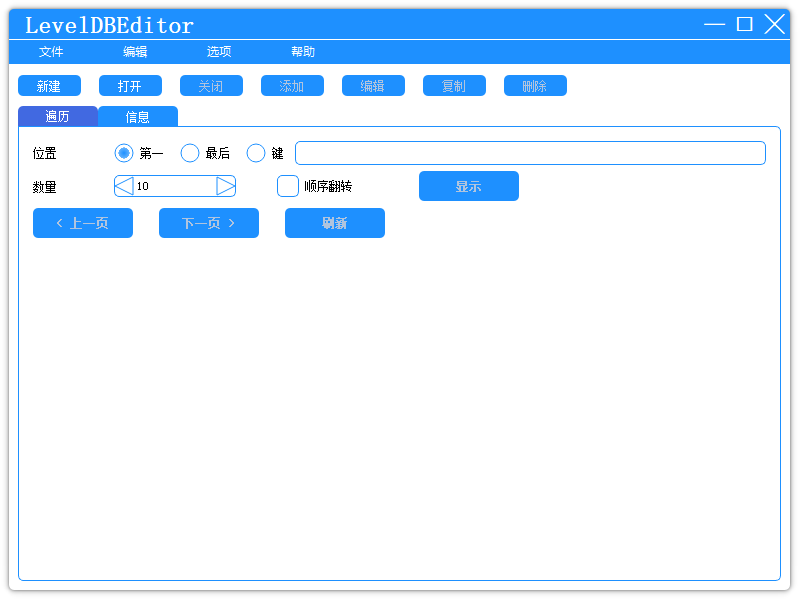 LevelDBEditor
文件 编辑 选项 帮助
新建 打开 关闭 添加 编辑 复制 删除
遍历 信息
位置 第一 最后 键
数量 10 顺序翻转 显示
< 上一页 下一页 > 刷新